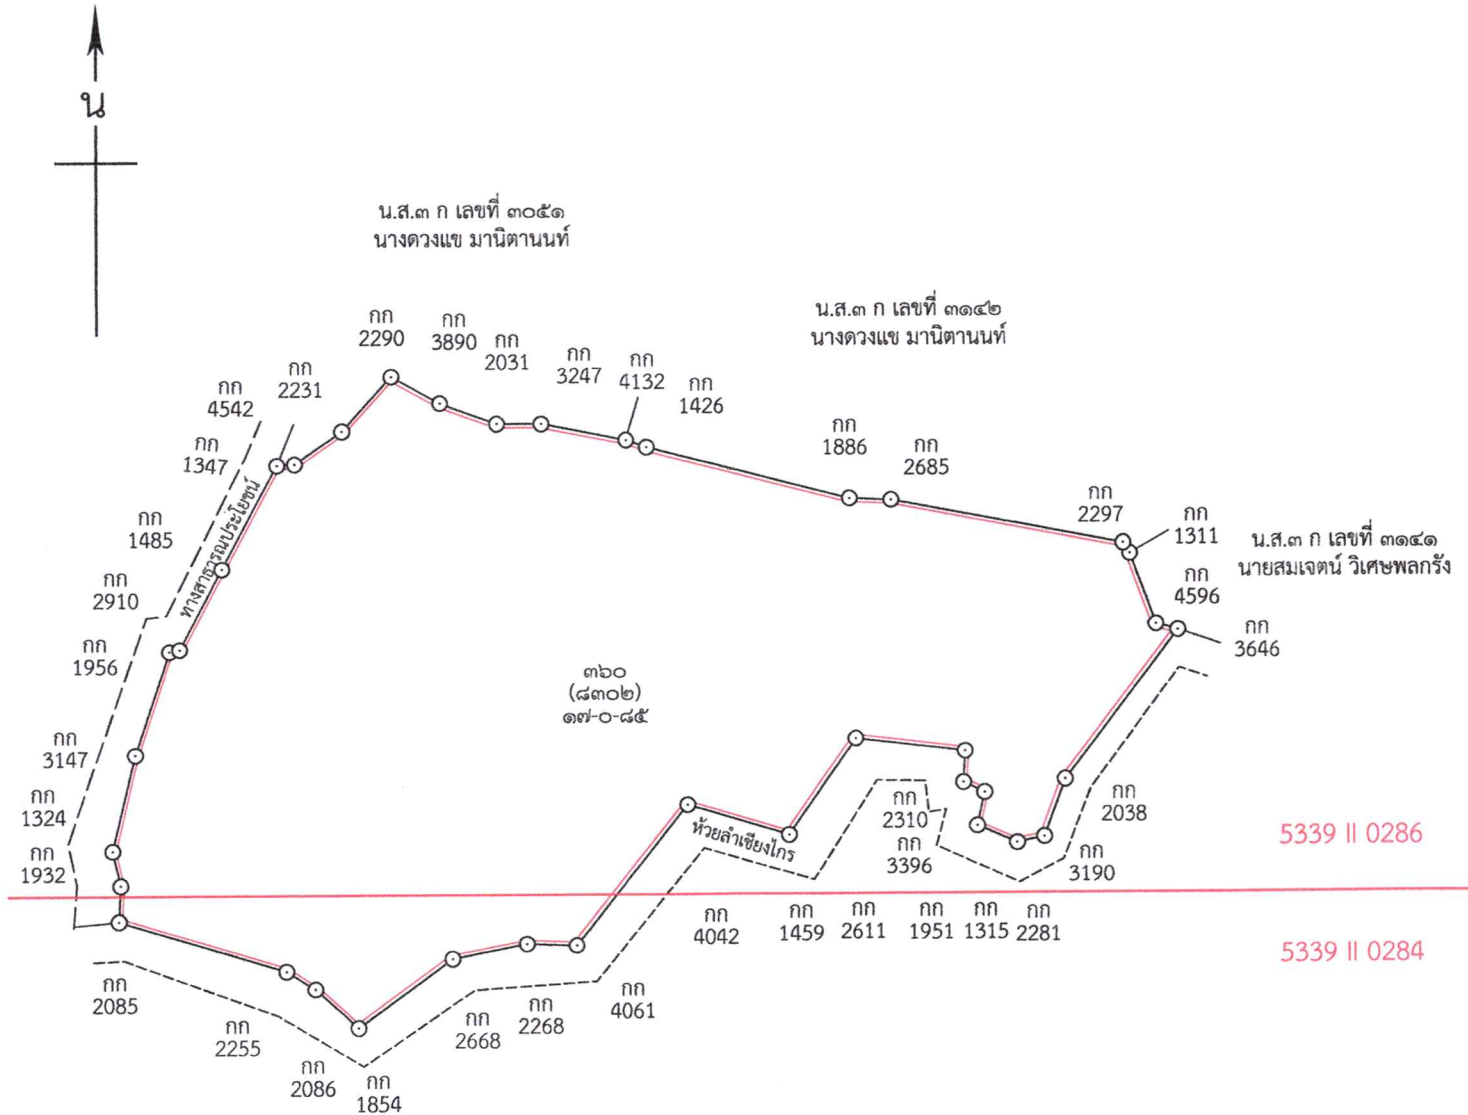 น
น.ส.๓ ก เลขที่ ๓๐๕๑
นางดวงแข มานิตานนท์
น.ส.๓ ก เลขที่ ๓๑๔๒
นางดวงแข มานิตานนท์
กก
2290
กก
3890
กก
2031
กก
3247
กก
4132
กก
1426
กก
2231
กก
4542
กก
1347
กก
1886
กก
2685
กก
2297
กก
1311
น.ส.๓ ก เลขที่ ๓๑๔๑
นายสมเจตน์ วิเศษพลกรัง
กก
1485
ทางสาธารณประโยชน์
กก
2910
กก
4596
กก
3646
กก
1956
๓๖๐
(๘๓๐๒)
๑๗-๐-๘๕
กก
3147
กก
1324
กก
1932
ห้วยลำเชียงไกร
กก
2310
กก
3396
กก
2038
กก
3190
5339 II 0286
กก
4042
กก
1459
กก
2611
กก
1951
กก
1315
กก
2281
5339 II 0284
กก
2085
กก
2255
กก
2086
กก
1854
กก
2668
กก
2268
กก
4061